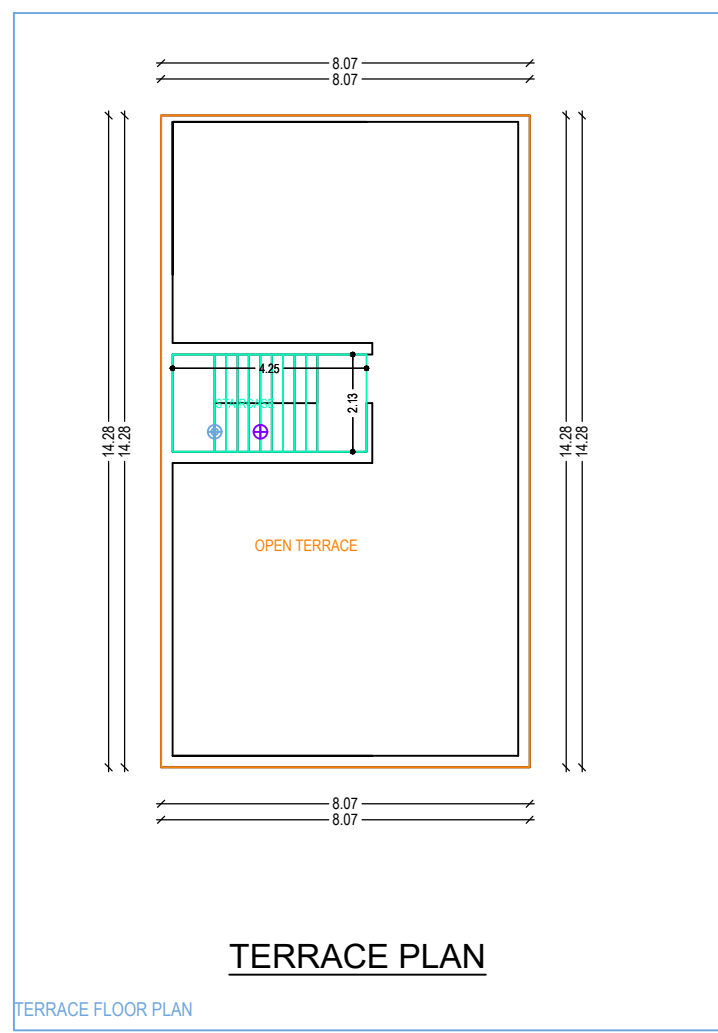 8.07
8.07
14.28
14.28
14.28
14.28
4.25
2.13
STAIRCASE
OPEN TERRACE
8.07
8.07
TERRACE PLAN
TERRACE FLOOR PLAN